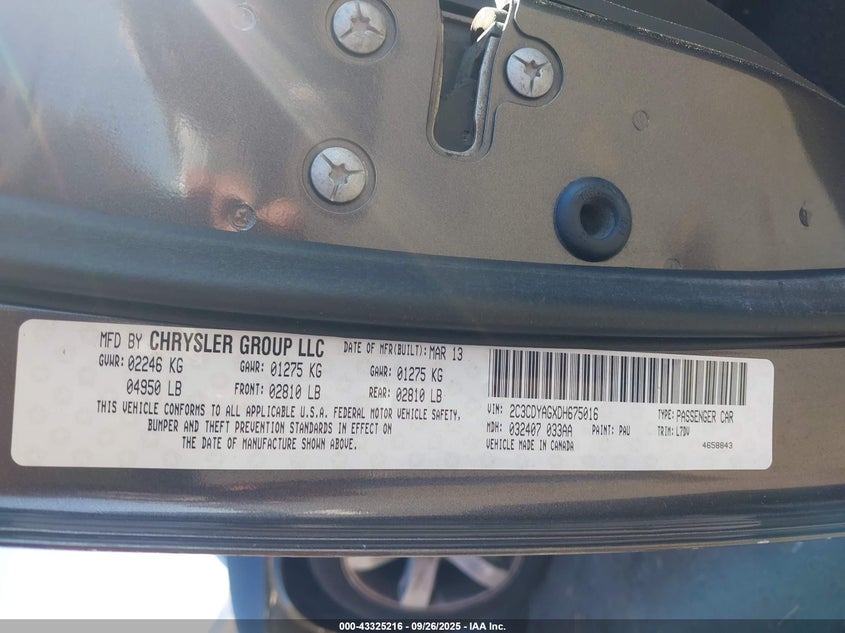 MFD BY CHRYSLER GROUP LLC DATE OF MFR(BUILT): MAR 13
GVWR: 02246 KG GAWR: 01275 KG GAWR: 01275 KG
04950 LB FRONT: 02810 LB REAR: 02810 LB
THIS VEHICLE CONFORMS TO ALL APPLICABLE U.S.A. FEDERAL MOTOR VEHICLE SAFETY,
BUMPER AND THEFT PREVENTION STANDARDS IN EFFECT ON
THE DATE OF MANUFACTURE SHOWN ABOVE.
VIN: 2C3CDYAGXDH675016 TYPE: PASSENGER CAR
MDH: 032407 033AA PAINT: PAU TRIM: L7DV
VEHICLE MADE IN CANADA 4658843
000-43325216 - 09/26/2025 - IAA Inc.